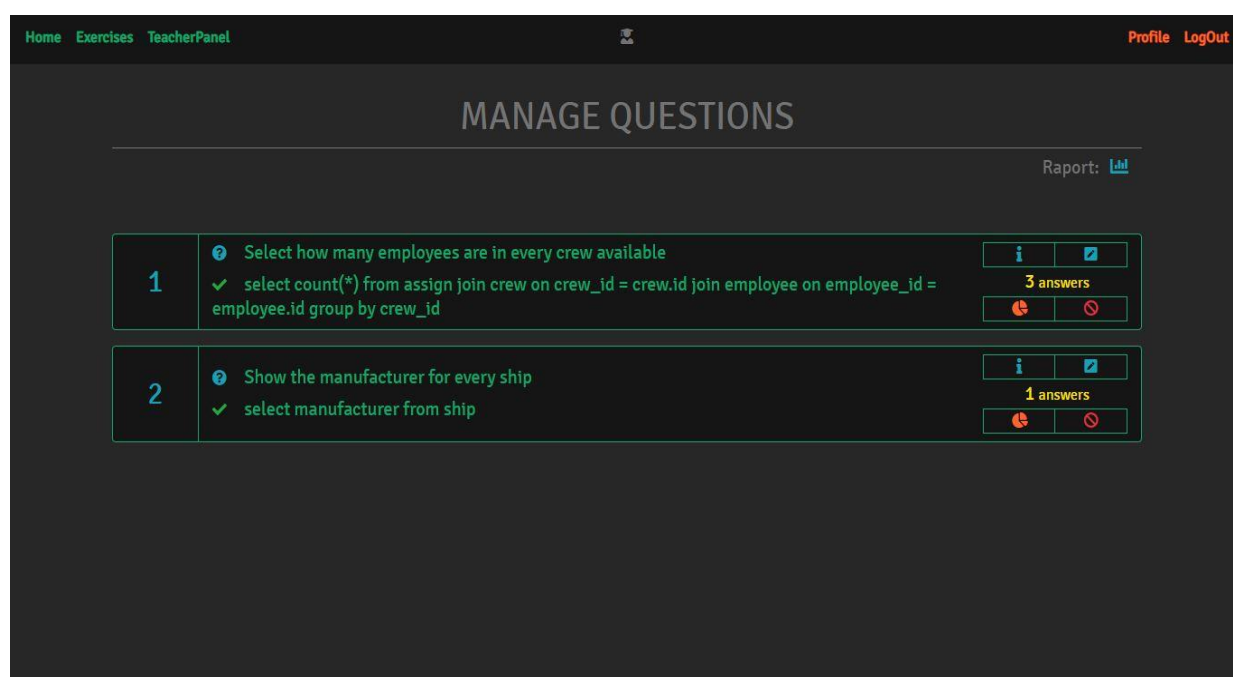 Home Exercises TeacherPanel Profile LogOut
MANAGE QUESTIONS
Raport:
1
Select how many employees are in every crew available
select count(*) from assign join crew on crew_id = crew.id join employee on employee_id =
employee.id group by crew_id
3 answers
2
Show the manufacturer for every ship
select manufacturer from ship
1 answers